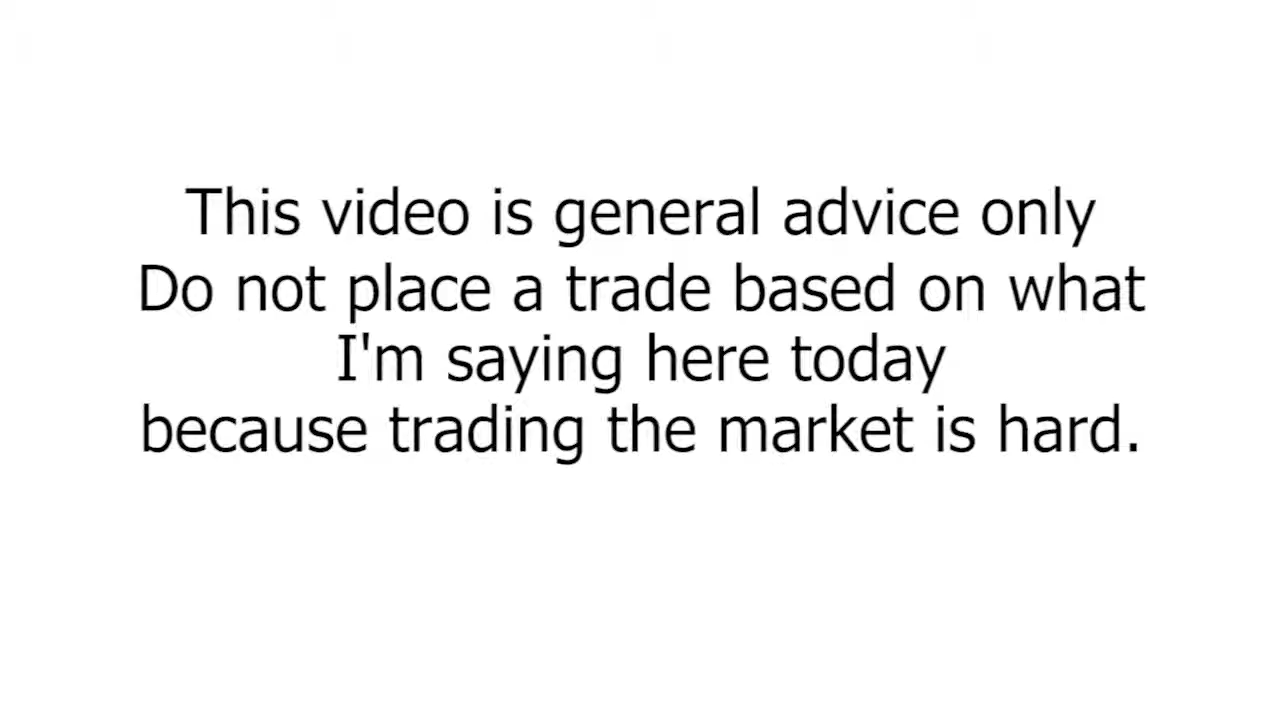 This video is general advice only
Do not place a trade based on what
I'm saying here today
because trading the market is hard.